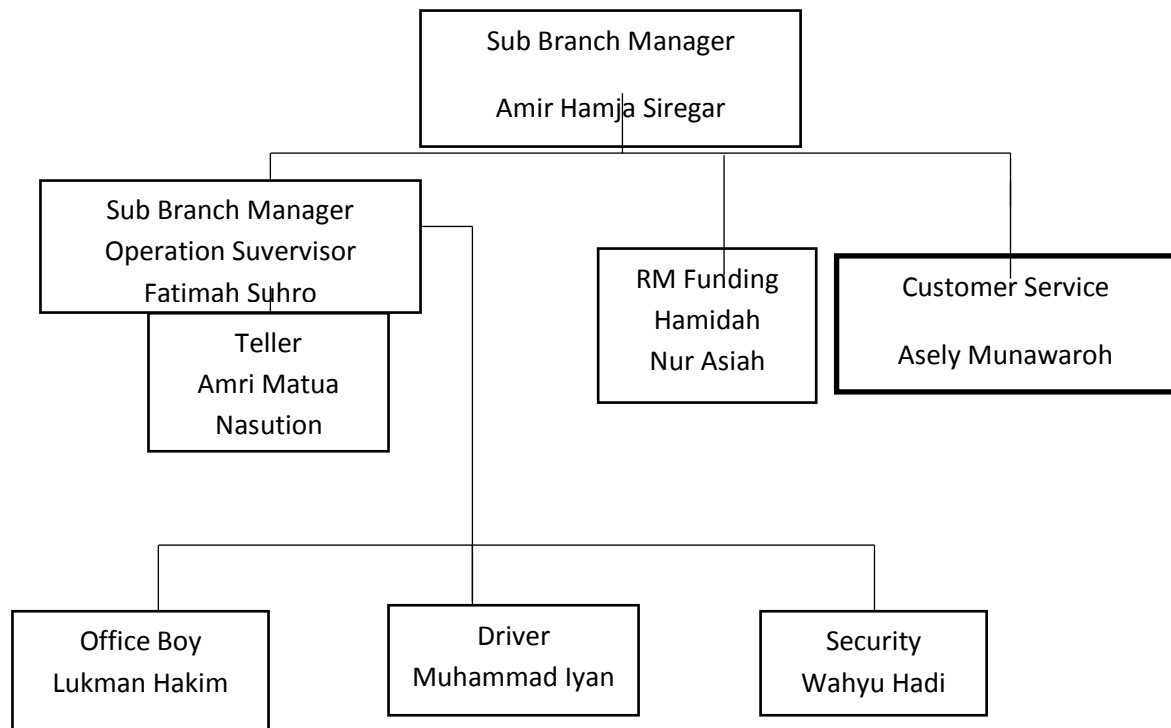 Sub Branch Manager
Amir Hamja Siregar
Sub Branch Manager
Operation Suvervisor
Fatimah Suhro
Teller
Amri Matua
Nasution
RM Funding
Hamidah
Nur Asiah
Customer Service
Asely Munawaroh
Office Boy
Lukman Hakim
Driver
Muhammad Iyan
Security
Wahyu Hadi